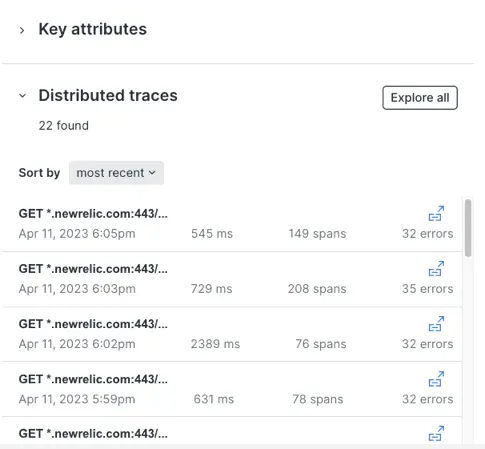 Key attributes
Distributed traces
Explore all
22 found
Sort by most recent
GET *.newrelic.com:443/...
Apr 11, 2023 6:05pm 545 ms 149 spans 32 errors
GET *.newrelic.com:443/...
Apr 11, 2023 6:03pm 729 ms 208 spans 35 errors
GET *.newrelic.com:443/...
Apr 11, 2023 6:02pm 2389 ms 76 spans 32 errors
GET *.newrelic.com:443/...
Apr 11, 2023 5:59pm 631 ms 78 spans 32 errors
GET *.newrelic.com:443/...